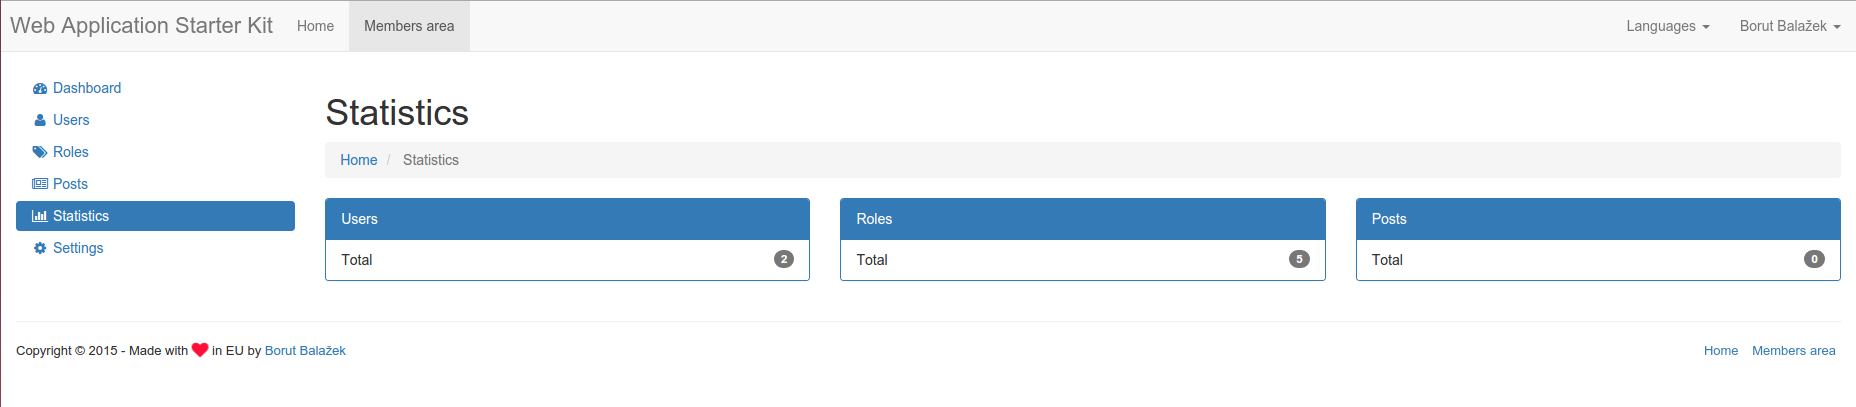 Web Application Starter Kit Home Members area Languages Borut Balažek
Dashboard
Users
Roles
Posts
Statistics
Settings
Statistics
Home / Statistics
Users
Total 2
Roles
Total 5
Posts
Total 0
Copyright © 2015 - Made with ❤ in EU by Borut Balažek
Home Members area